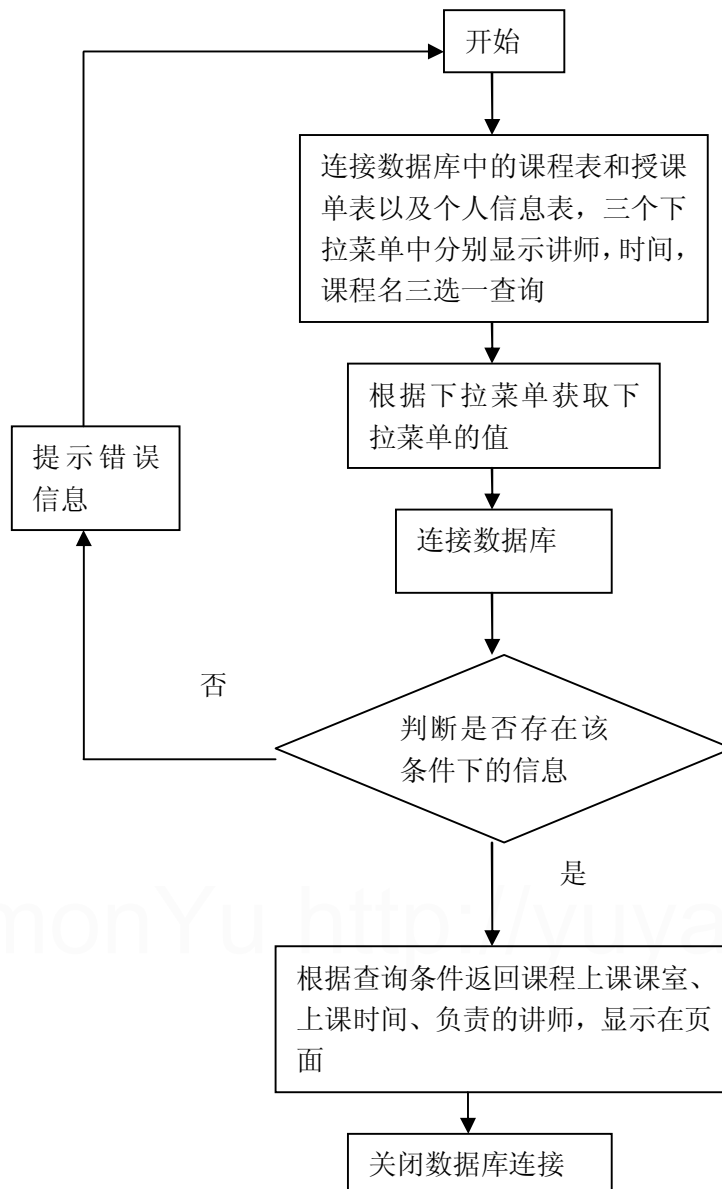 开始
连接数据库中的课程表和授课
单表以及个人信息表，三个下
拉菜单中分别显示讲师，时间，
课程名三选一查询
根据下拉菜单获取下
拉菜单的值
提示错误
信息
连接数据库
否
判断是否存在该
条件下的信息
是
monYu http://yuya
根据查询条件返回课程上课课室、
上课时间、负责的讲师，显示在页
面
关闭数据库连接